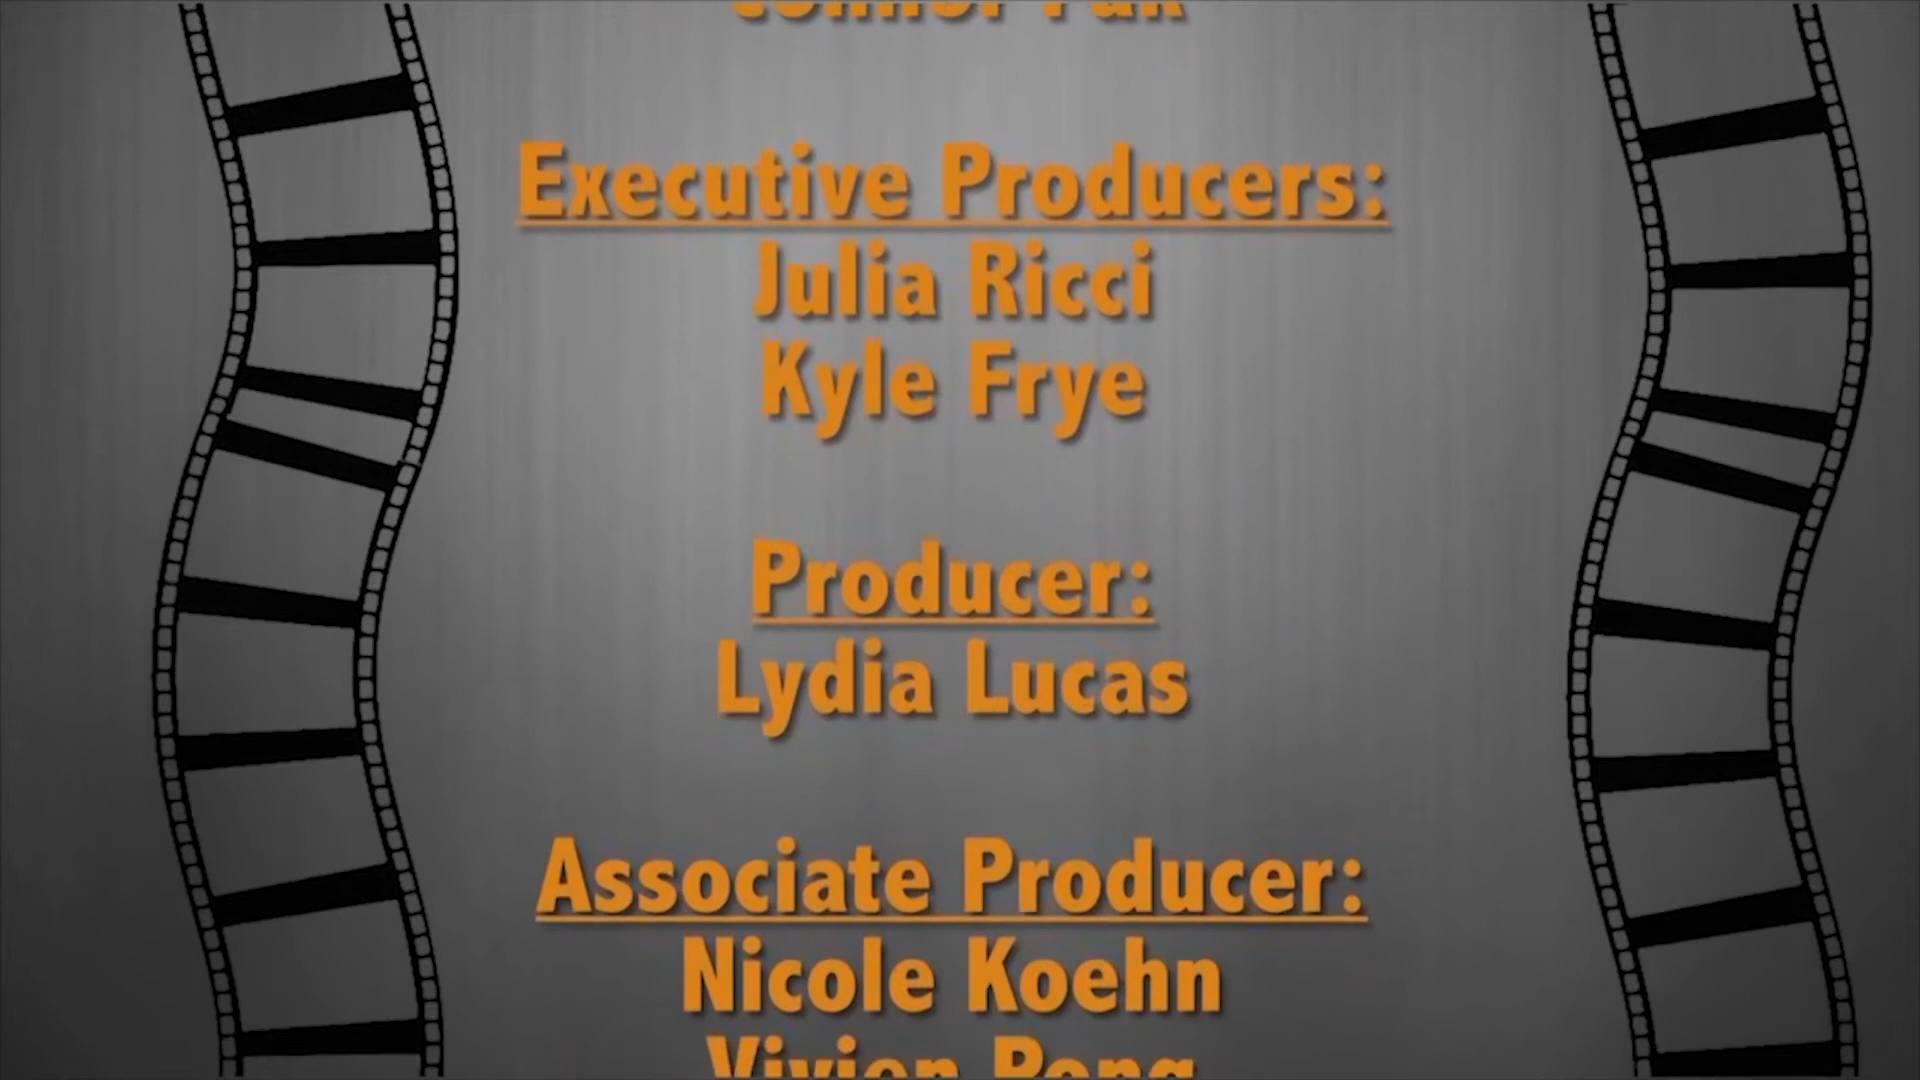 Executive Producers:
Julia Ricci
Kyle Frye
Producer:
Lydia Lucas
Associate Producer:
Nicole Koehn